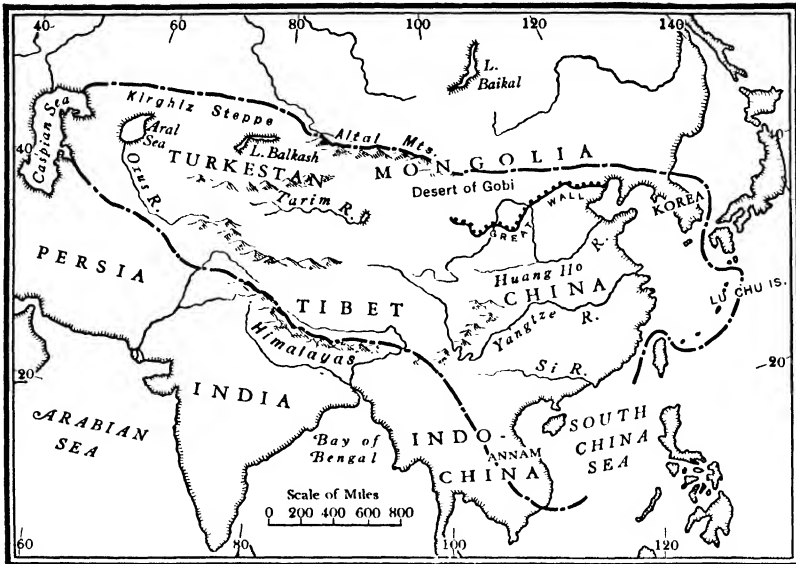 40 60 80 100 120 140
L.
Baikal
Kirghiz Steppe
Altai Mts.
Caspian Sea
Aral
Sea
L. Balkash
40
40
TURKESTAN
MONGOLIA
Desert of Gobi
Oxus R.
Tarim R.
GREAT WALL
KOREA
PERSIA
Huang Ho R.
CHINA
LU CHU IS.
TIBET
Yangtze R.
Himalayas
Si R.
20
20
INDIA
ARABIAN
SEA
SOUTH
CHINA
SEA
INDO-
ANNAM
CHINA
Bay of
Bengal
Scale of Miles
0 200 400 600 800
60 80 100 120